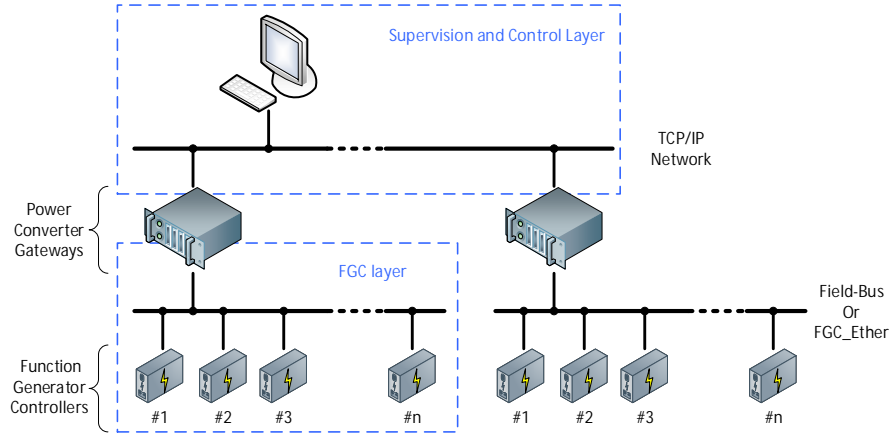 Supervision and Control Layer
TCP/IP
Network
Power
Converter
Gateways
FGC layer
Field-Bus
Or
FGC_Ether
Function
Generator
Controllers
#1 #2 #3 #n #1 #2 #3 #n